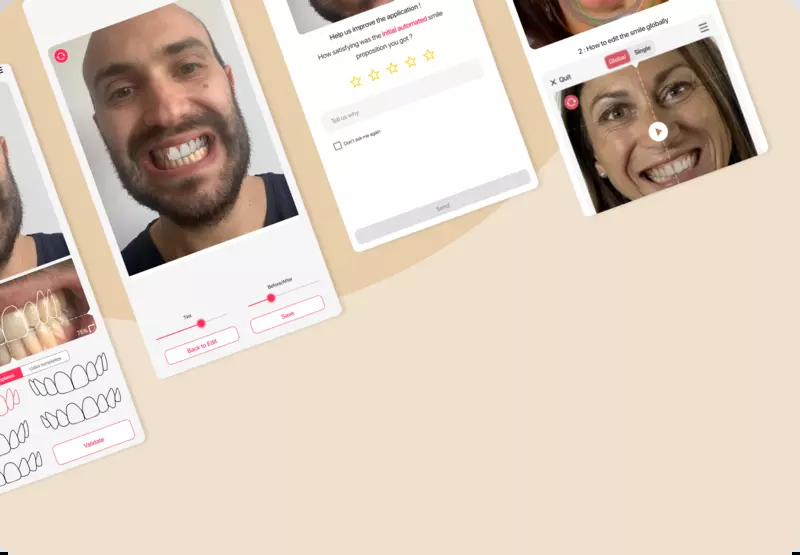 75%
Color templates
Validate
Tint
Before/After
Back to Edit
Save
Help us improve the application !
How satisfying was the initial automated smile
proposition you got ?
Tell us why
Don't ask me again
Send
2 : How to edit the smile globally
Quit
Global
Single